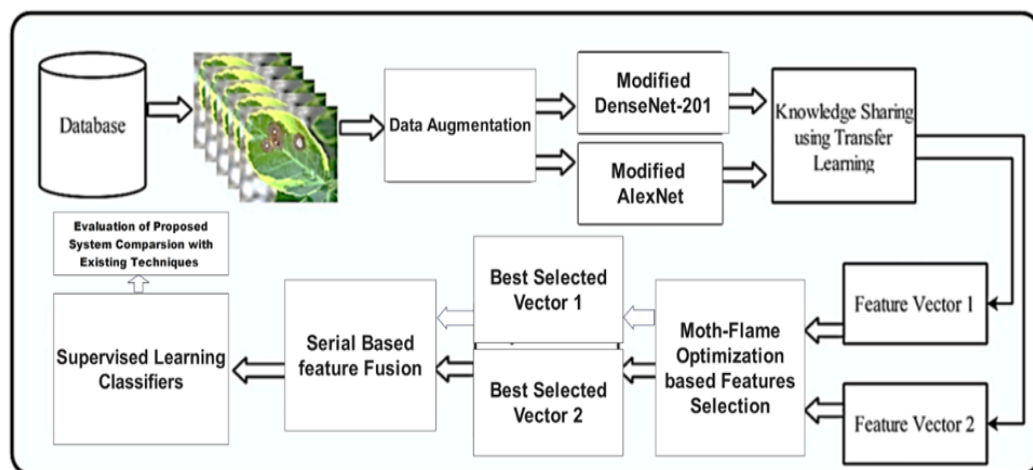 Database
Data Augmentation
Modified
DenseNet-201
Modified
AlexNet
Knowledge Sharing
using Transfer
Learning
Feature Vector 1
Feature Vector 2
Moth-Flame
Optimization
based Features
Selection
Best Selected
Vector 1
Best Selected
Vector 2
Serial Based
feature Fusion
Supervised Learning
Classifiers
Evaluation of Proposed
System Comparsion with
Existing Techniques